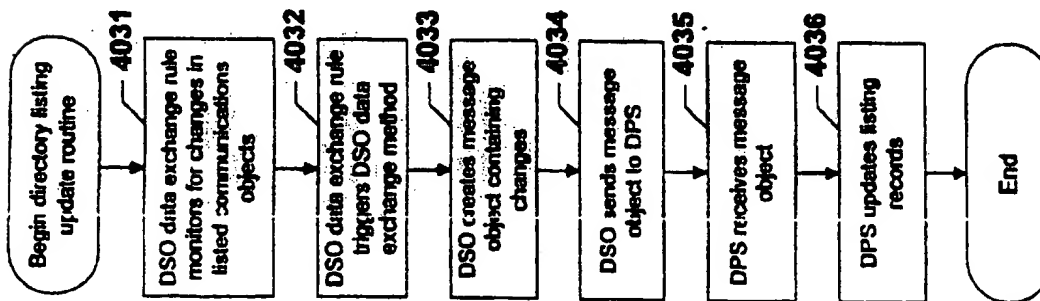 Begin directory listing
update routine
4031
DSO data exchange rule
monitors for changes in
listed communications
objects
4032
DSO data exchange rule
triggers DSO data
exchange method
4033
DSO creates message
object containing
changes
4034
DSO sends message
object to DPS
4035
DPS receives message
object
4036
DPS updates listing
records
End